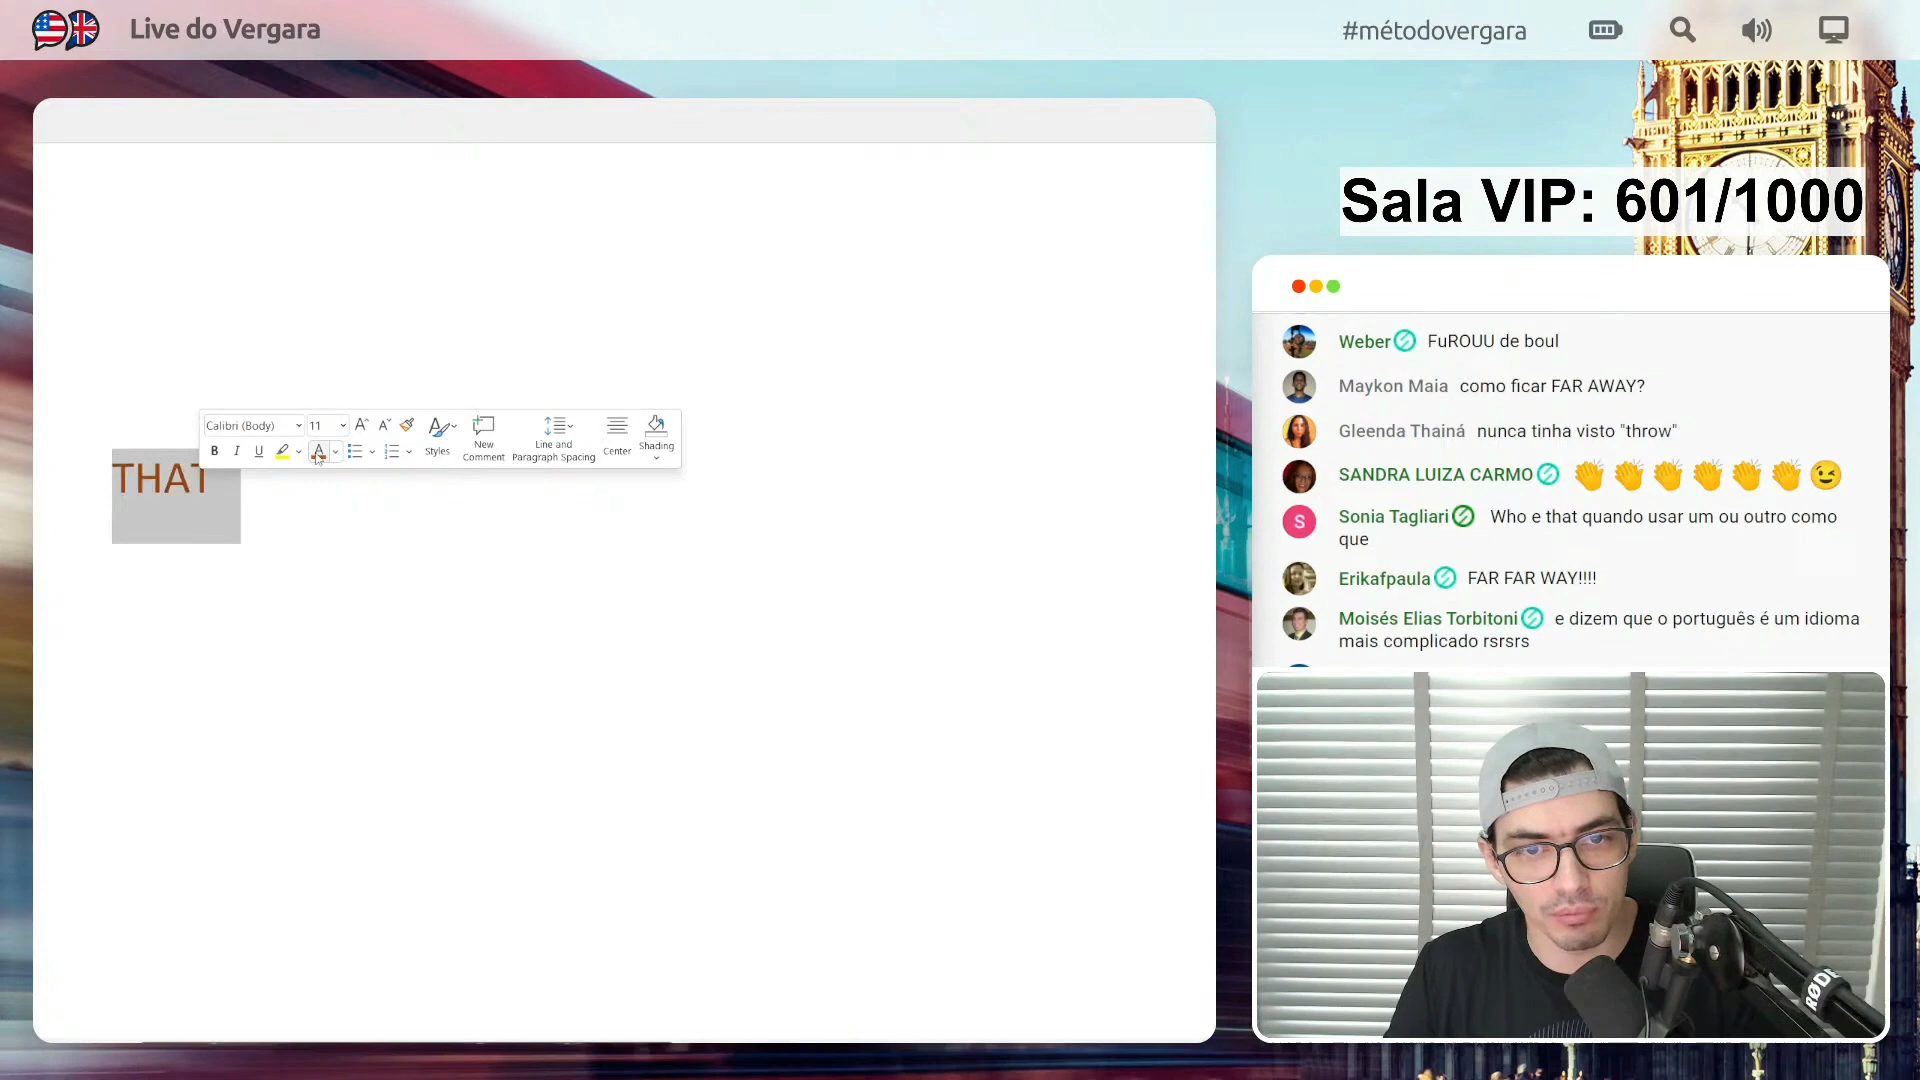 Live do Vergara
#métodovergara
Sala VIP: 601/1000
Weber FuROUU de boul
Maykon Maia como ficar FAR AWAY?
Gleenda Thainá nunca tinha visto "throw"
SANDRA LUIZA CARMO 👏 👏 👏 👏 👏 👏 😉
S Sonia Tagliari Who e that quando usar um ou outro como
que
Erikafpaula FAR FAR WAY!!!!
Moisés Elias Torbitoni e dizem que o português é um idioma
mais complicado rsrsrs
Calibri (Body) 11 A A
B I U A
Styles
New
Comment
Line and
Paragraph Spacing
Center
Shading
THAT
RØDE